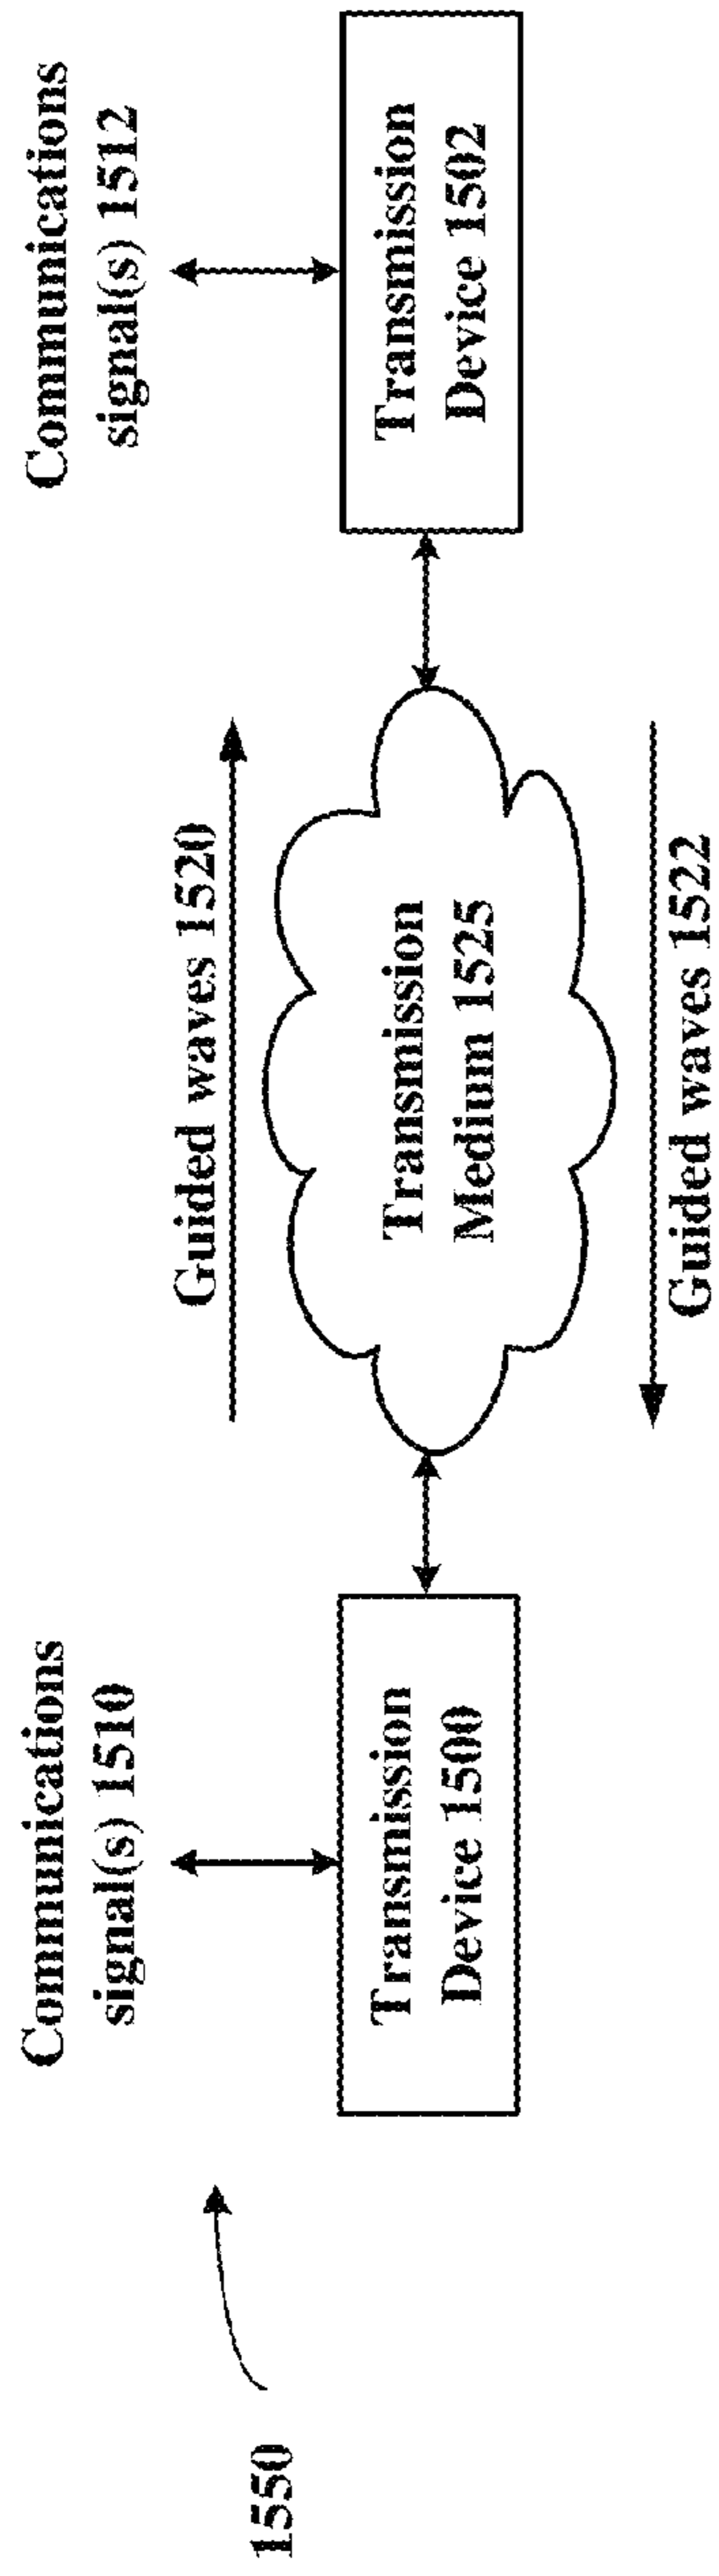 1550
Communications
signal(s) 1510
Transmission
Device 1500
Guided waves 1520
Transmission
Medium 1525
Guided waves 1522
Communications
signal(s) 1512
Transmission
Device 1502